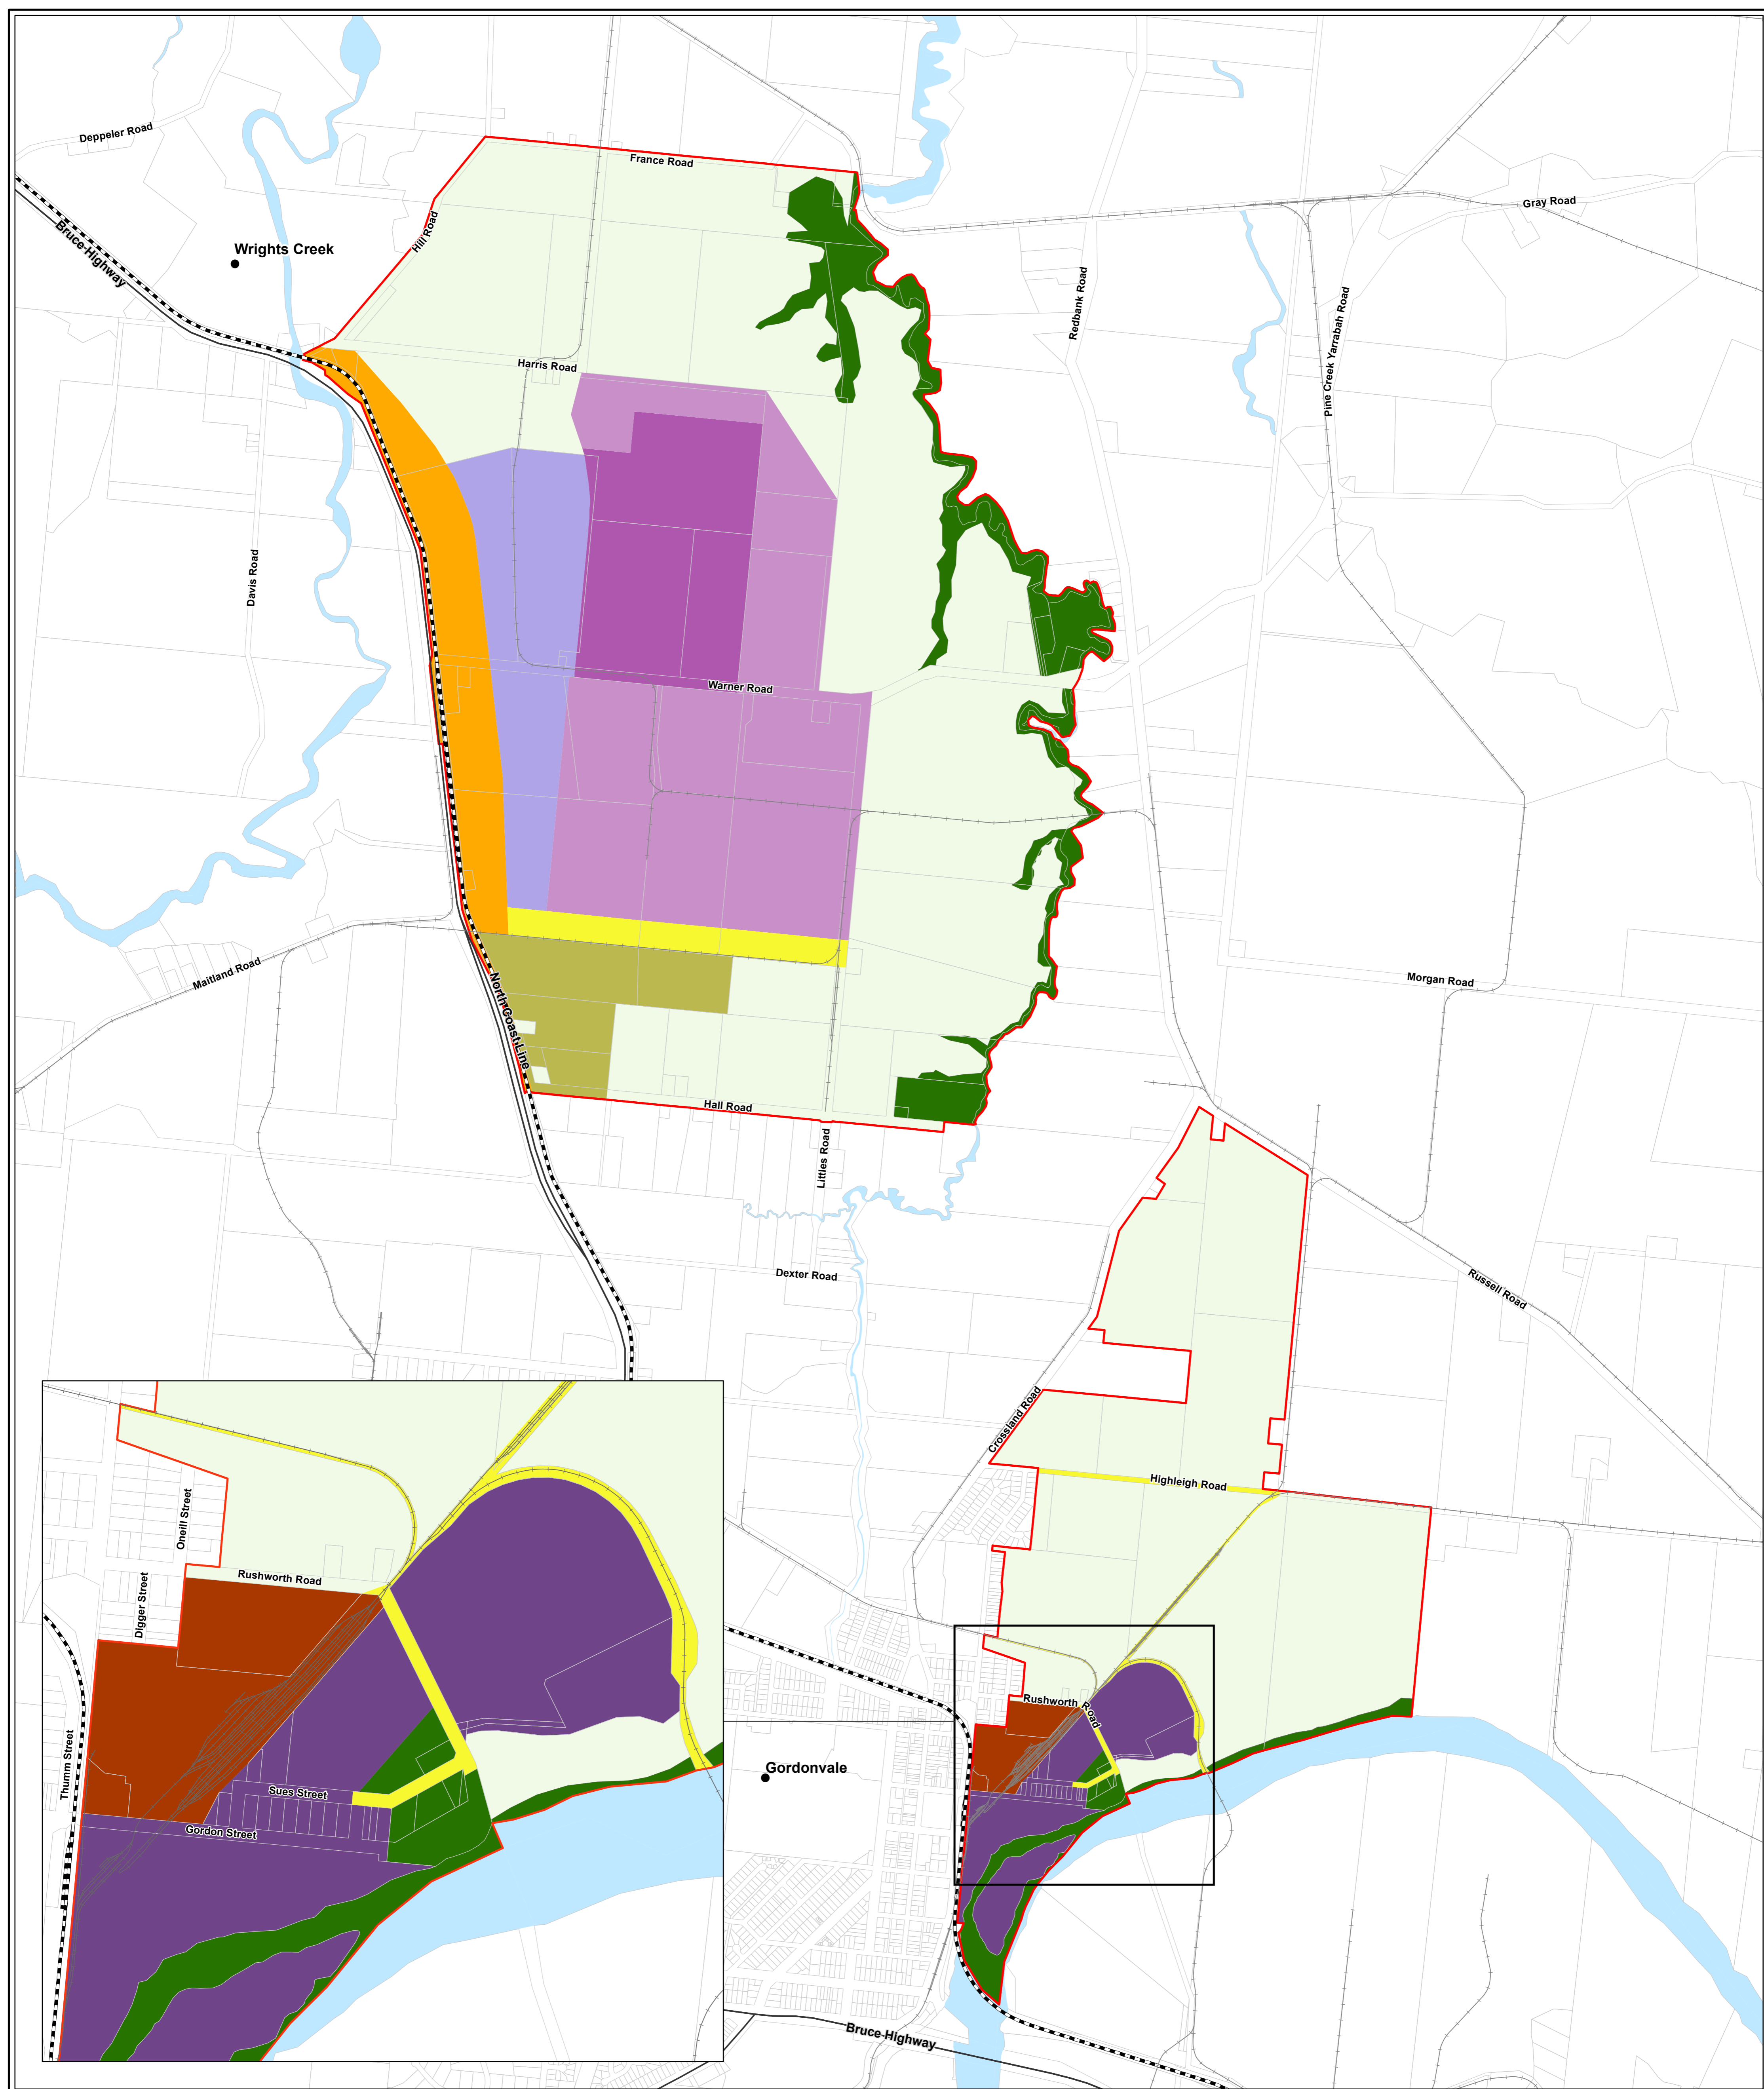 Deppeler Road
France Road
Gray Road
Bruce Highway
Wrights Creek
Hill Road
Redbank Road
Pine Creek Yarrabah Road
Harris Road
Davis Road
Warner Road
Maitland Road
North Coast Line
Morgan Road
Hall Road
Littles Road
Dexter Road
Russell Road
Crossland Road
Highleigh Road
Oneill Street
Rushworth Road
Digger Street
Thumm Street
Sues Street
Gordon Street
Rushworth Road
Gordonvale
Bruce Highway